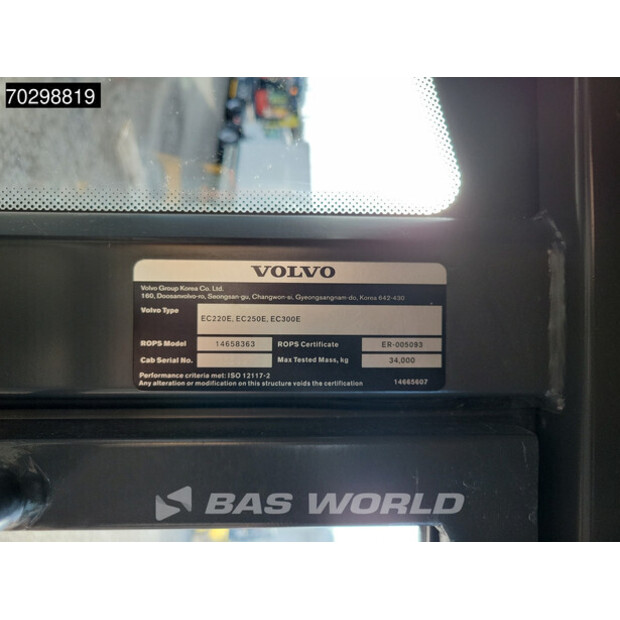 70298819
VOLVO
Volvo Group Korea Co. Ltd.
160, Doosanvolvo-ro, Seongsan-gu, Changwon-si, Gyeongsangnam-do, Korea 642-430
Volvo Type EC220E, EC250E, EC300E
ROPS Model 14658363 ROPS Certificate ER-005093
Cab Serial No. Max Tested Mass, kg 34,000
Performance criteria met: ISO 12117-2
Any alteration or modification on this structure voids the certification 14665607
BAS WORLD